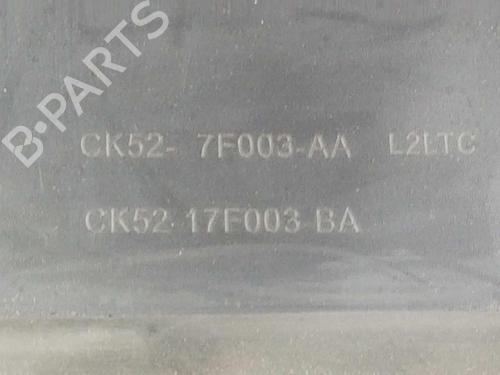 B-PARTS
CK52- 7F003-AA L2LTC
CK52-17F003-BA